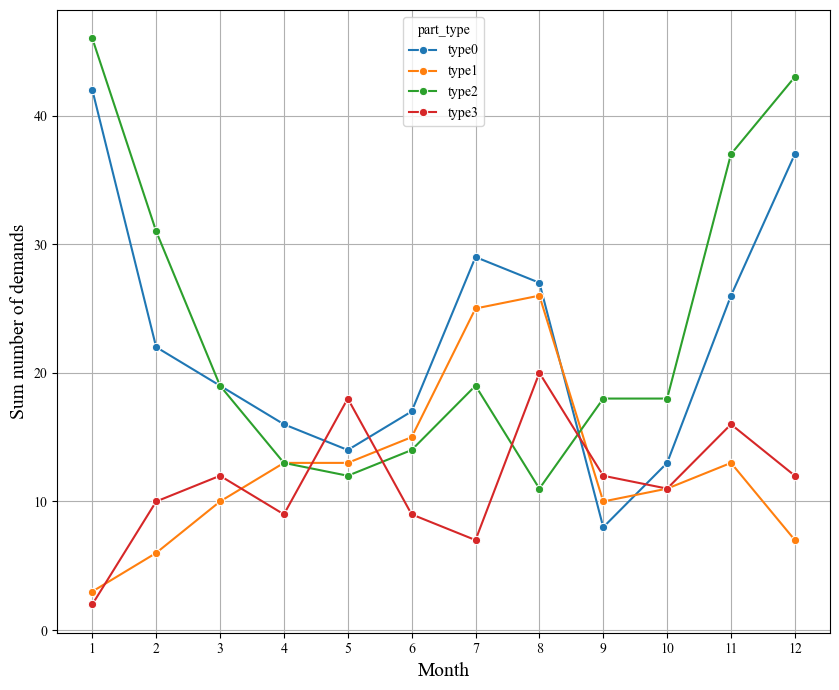 part_type
type0
type1
type2
type3
40
30
20
10
0
Sum number of demands
1 2 3 4 5 6 7 8 9 10 11 12
Month